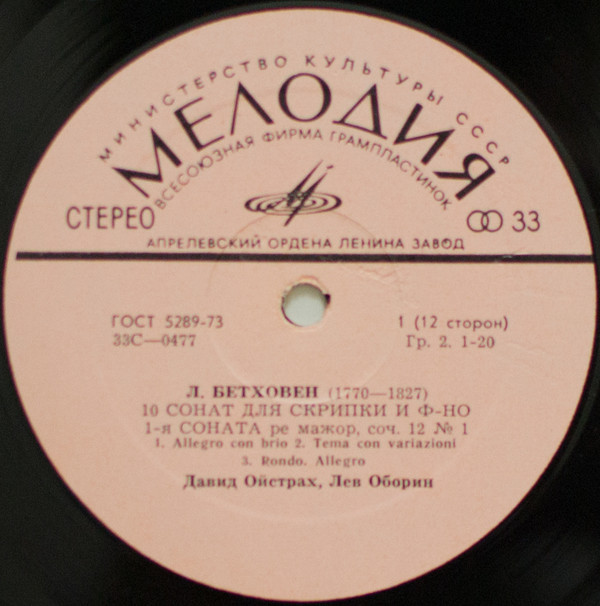 МИНИСТЕРСТВО КУЛЬТУРЫ СССР
МЕЛОДИЯ
ВСЕСОЮЗНАЯ ФИРМА ГРАМПЛАСТИНОК
СТЕРЕО
33
АПРЕЛЕВСКИЙ ОРДЕНА ЛЕНИНА ЗАВОД
ГОСТ 5289-73
1 (12 сторон)
33С—0477
Гр. 2. 1-20
Л. БЕТХОВЕН (1770—1827)
10 СОНАТ ДЛЯ СКРИПКИ И Ф-НО
1-я СОНАТА ре мажор, соч. 12 № 1
1. Allegro con brio 2. Tema con variazioni
3. Rondo. Allegro
Давид Ойстрах, Лев Оборин